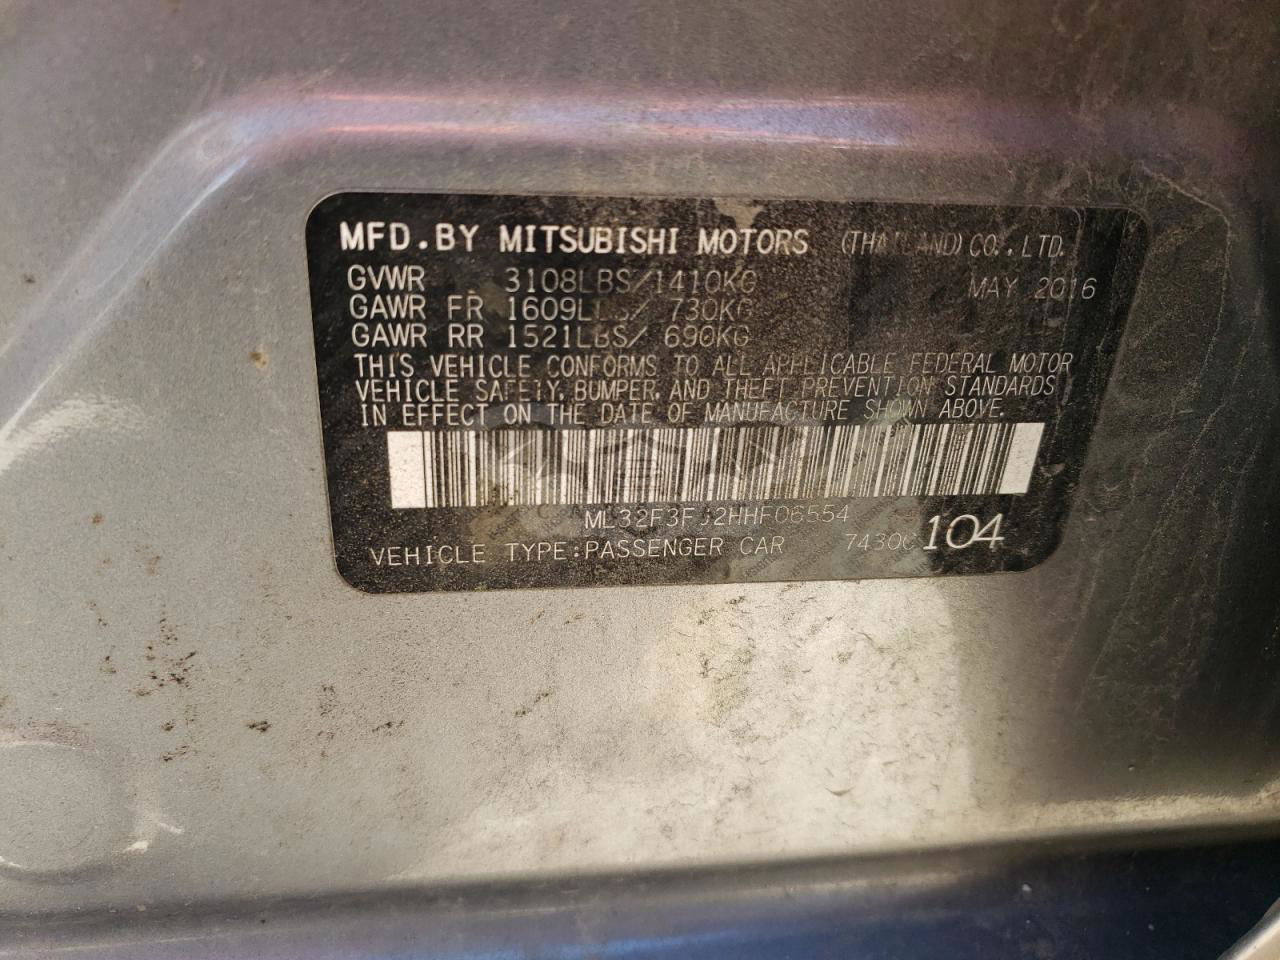 MFD.BY MITSUBISHI MOTORS (THAILAND) CO., LTD.
GVWR 3108LBS/1410KG MAY 2016
GAWR FR 1609LBS/ 730KG
GAWR RR 1521LBS/ 690KG
THIS VEHICLE CONFORMS TO ALL APPLICABLE FEDERAL MOTOR
VEHICLE SAFETY, BUMPER, AND THEFT PREVENTION STANDARDS
IN EFFECT ON THE DATE OF MANUFACTURE SHOWN ABOVE.
VEHICLE TYPE:PASSENGER CAR 104